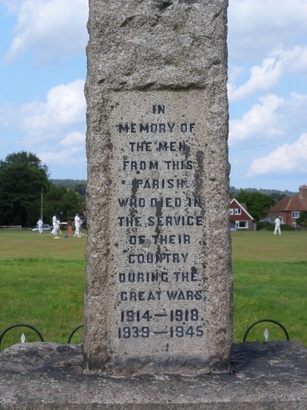 IN
MEMORY OF
THE MEN
FROM THIS
PARISH
WHO DIED IN
THE SERVICE
OF THEIR
COUNTRY
DURING THE
GREAT WARS
1914—1918.
1939—1945